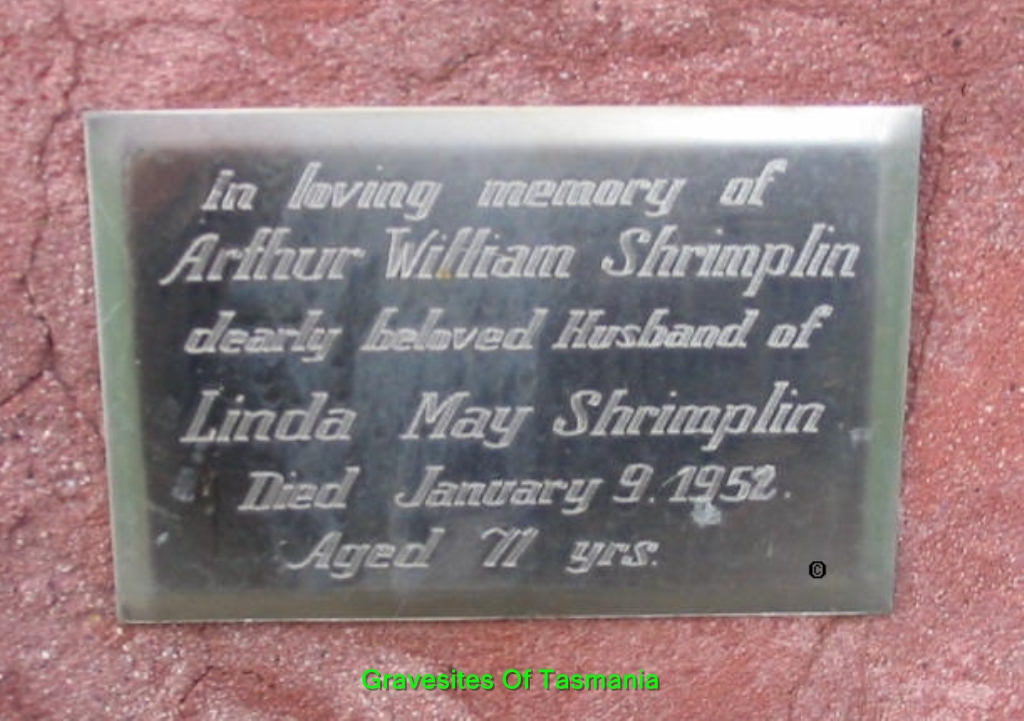 in loving memory of
Arthur William Shrimplin
dearly beloved Husband of
Linda May Shrimplin
Died January 9. 1952.
Aged 71 yrs.
©
Gravesites Of Tasmania